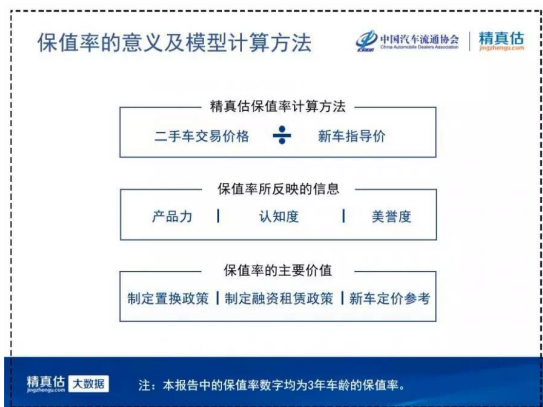 保值率的意义及模型计算方法
中国汽车流通协会
China Automobile Dealers Association
精真估
jingzhengu.com
精真估保值率计算方法
二手车交易价格 ÷ 新车指导价
保值率所反映的信息
产品力 | 认知度 | 美誉度
保值率的主要价值
制定置换政策 | 制定融资租赁政策 | 新车定价参考
精真估
jingzhengu.com
大数据
注：本报告中的保值率数字均为3年车龄的保值率。